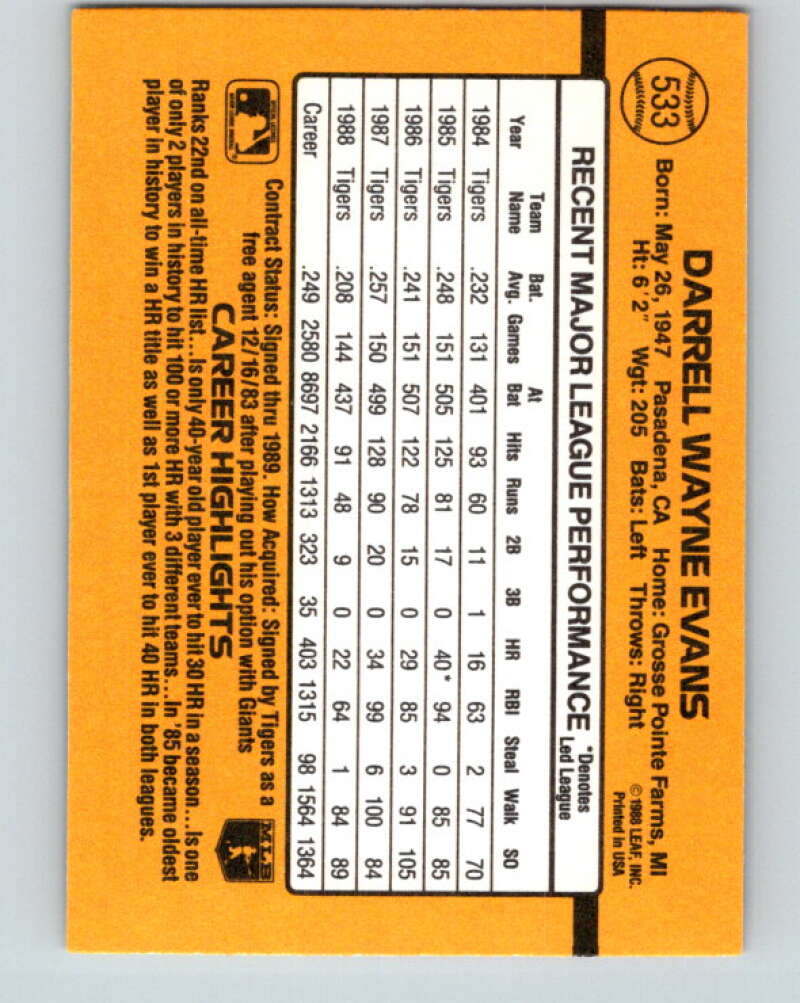 533
DARRELL WAYNE EVANS
Born: May 26, 1947 Pasadena, CA Home: Grosse Pointe Farms, MI
Ht: 6'2" Wgt: 205 Bats: Left Throws: Right
© 1988 LEAF, INC.
Printed in USA
RECENT MAJOR LEAGUE PERFORMANCE *Denotes
Led League
Team Bat. At
Year Name Avg. Games Bat Hits Runs 2B 3B HR RBI Steal Walk SO
1984 Tigers .232 131 401 93 60 11 1 16 63 2 77 70
1985 Tigers .248 151 505 125 81 17 0 40* 94 0 85 85
1986 Tigers .241 151 507 122 78 15 0 29 85 3 91 105
1987 Tigers .257 150 499 128 90 20 0 34 99 6 100 84
1988 Tigers .208 144 437 91 48 9 0 22 64 1 84 89
Career .249 2580 8697 2166 1313 323 35 403 1315 98 1564 1364
Contract Status: Signed thru 1989. How Acquired: Signed by Tigers as a
free agent 12/16/83 after playing out his option with Giants
MLB
CAREER HIGHLIGHTS
Ranks 22nd on all-time HR list...Is only 40-year old player ever to hit 30 HR in a season...Is one
of only 2 players in history to hit 100 or more HR with 3 different teams...In '85 became oldest
player in history to win a HR title as well as 1st player ever to hit 40 HR in both leagues.